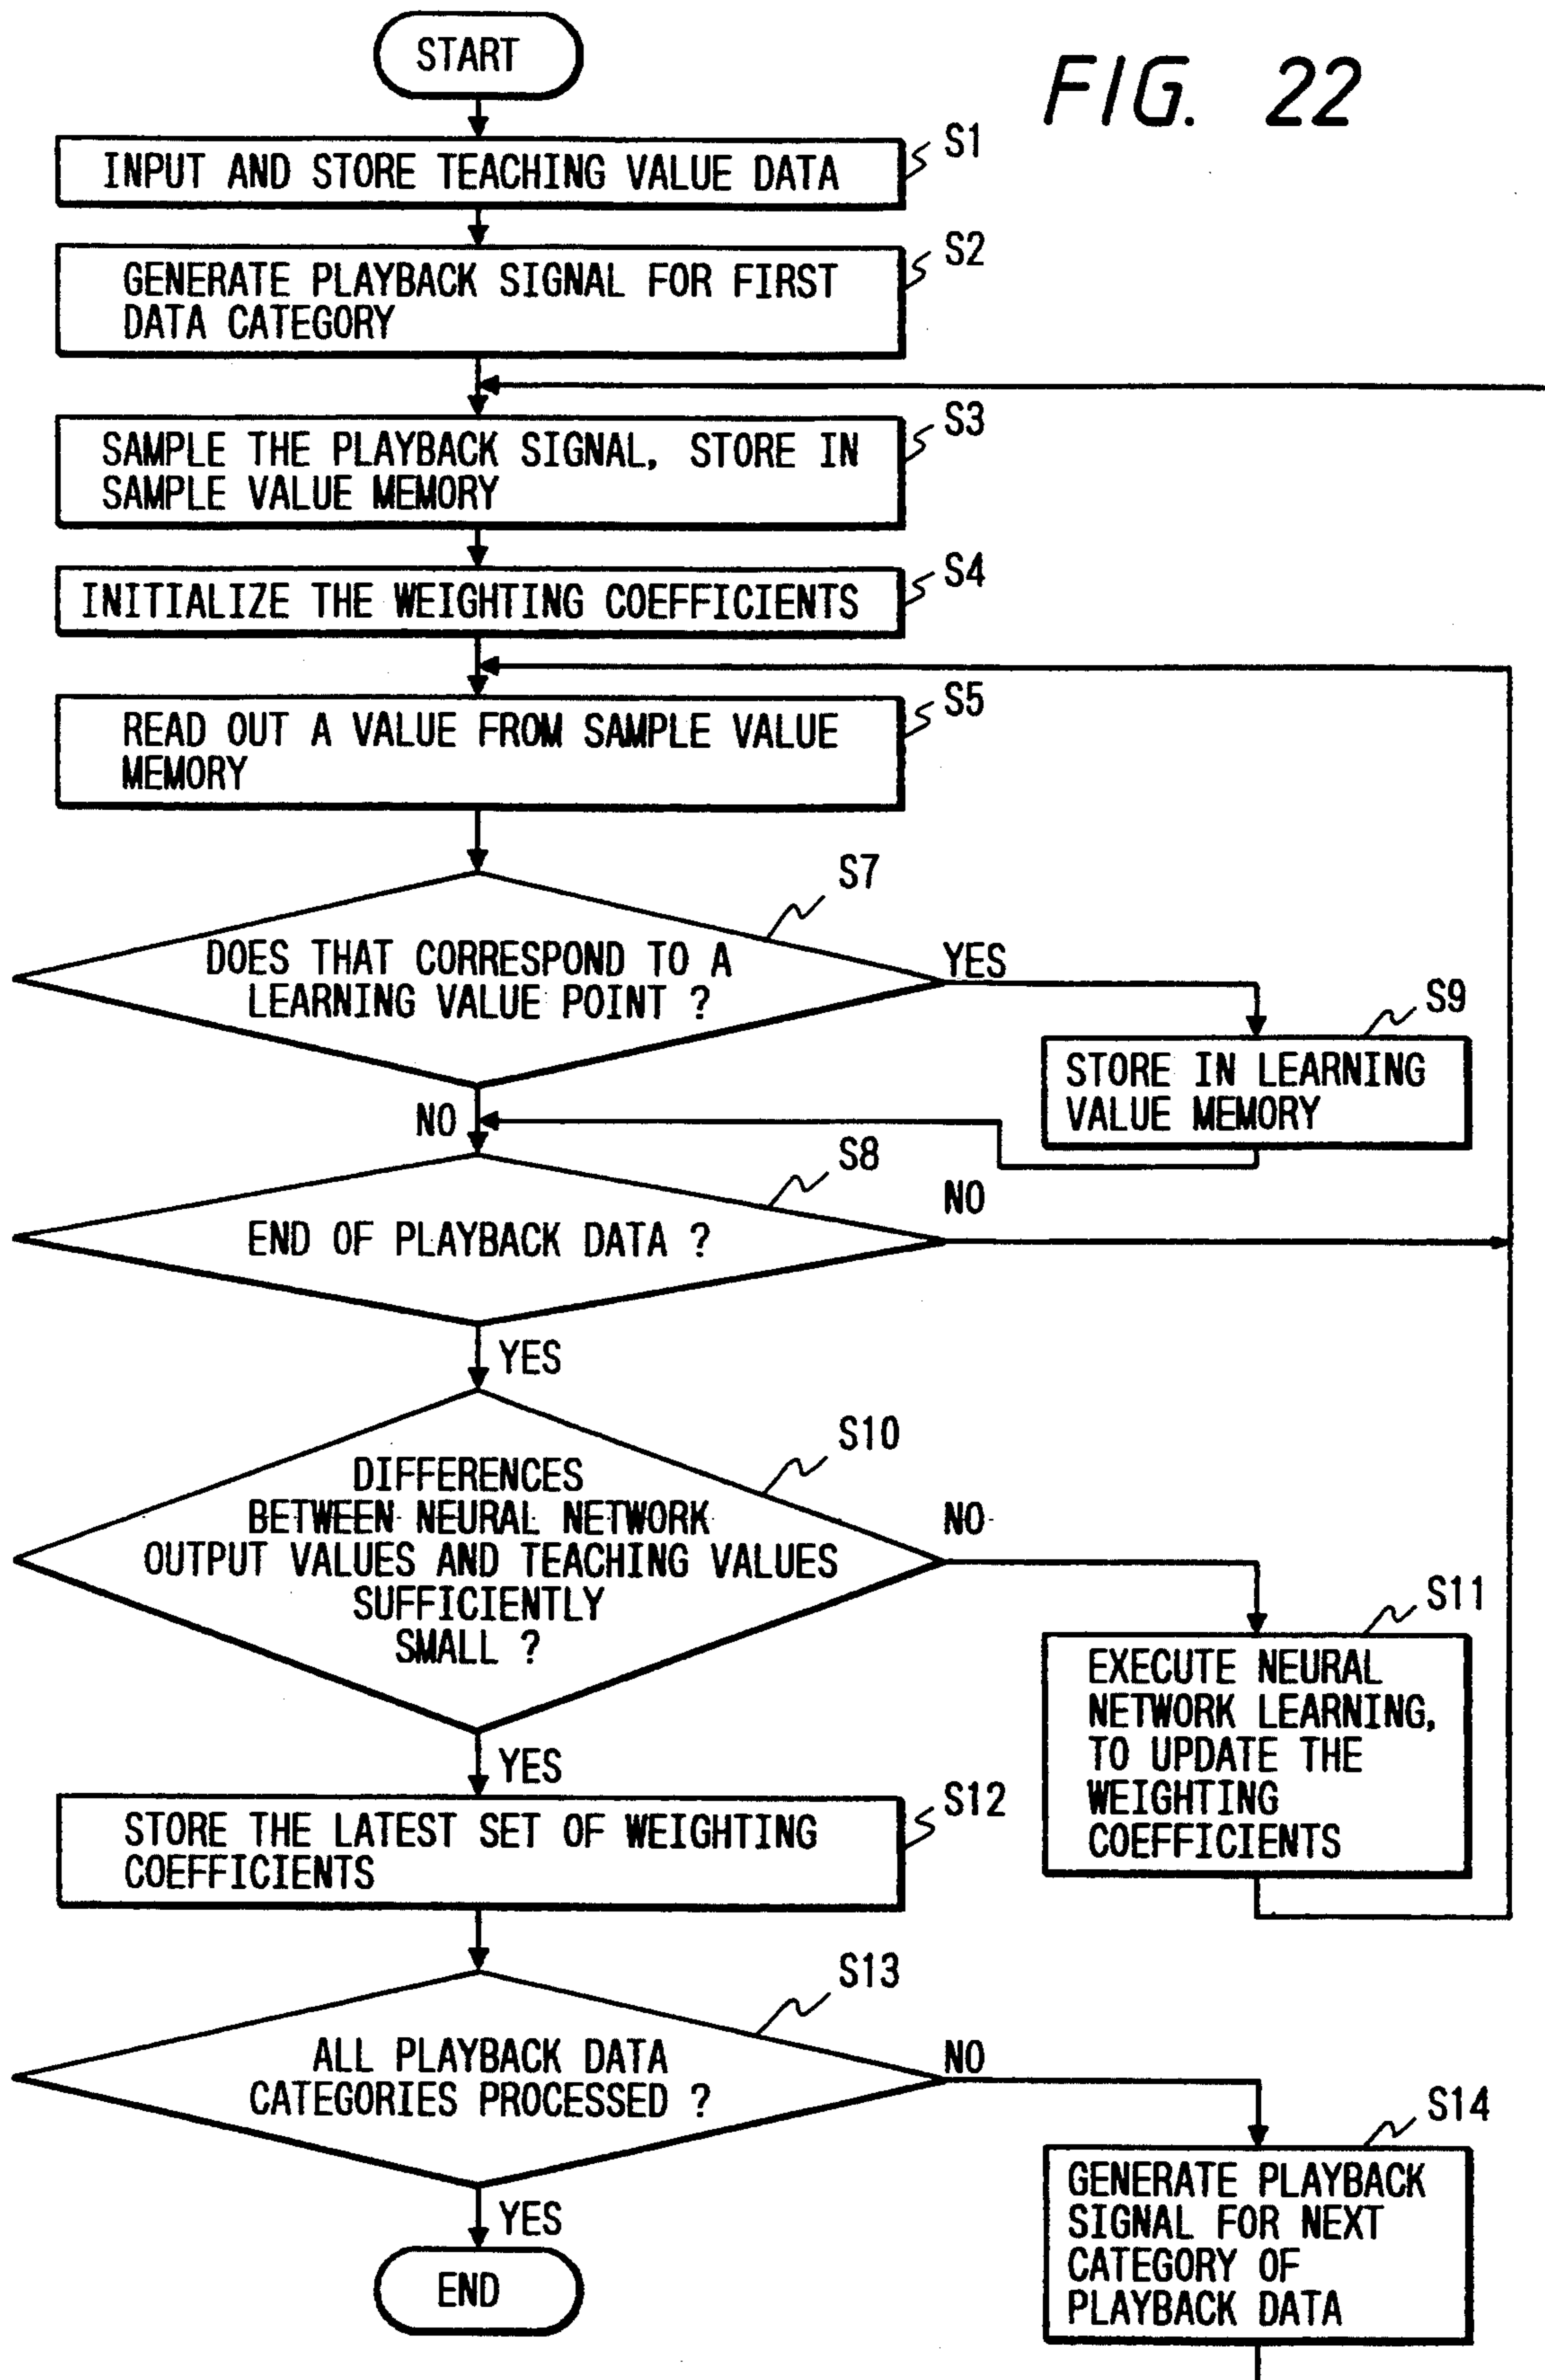 START
FIG. 22
INPUT AND STORE TEACHING VALUE DATA
S1
GENERATE PLAYBACK SIGNAL FOR FIRST
DATA CATEGORY
S2
SAMPLE THE PLAYBACK SIGNAL, STORE IN
SAMPLE VALUE MEMORY
S3
INITIALIZE THE WEIGHTING COEFFICIENTS
S4
READ OUT A VALUE FROM SAMPLE VALUE
MEMORY
S5
S7
DOES THAT CORRESPOND TO A
LEARNING VALUE POINT ?
YES
S9
STORE IN LEARNING
VALUE MEMORY
NO
S8
END OF PLAYBACK DATA ?
NO
YES
S10
DIFFERENCES
BETWEEN NEURAL NETWORK
OUTPUT VALUES AND TEACHING VALUES
SUFFICIENTLY
SMALL ?
NO
S11
EXECUTE NEURAL
NETWORK LEARNING,
TO UPDATE THE
WEIGHTING
COEFFICIENTS
YES
S12
STORE THE LATEST SET OF WEIGHTING
COEFFICIENTS
S13
ALL PLAYBACK DATA
CATEGORIES PROCESSED ?
NO
S14
GENERATE PLAYBACK
SIGNAL FOR NEXT
CATEGORY OF
PLAYBACK DATA
YES
END